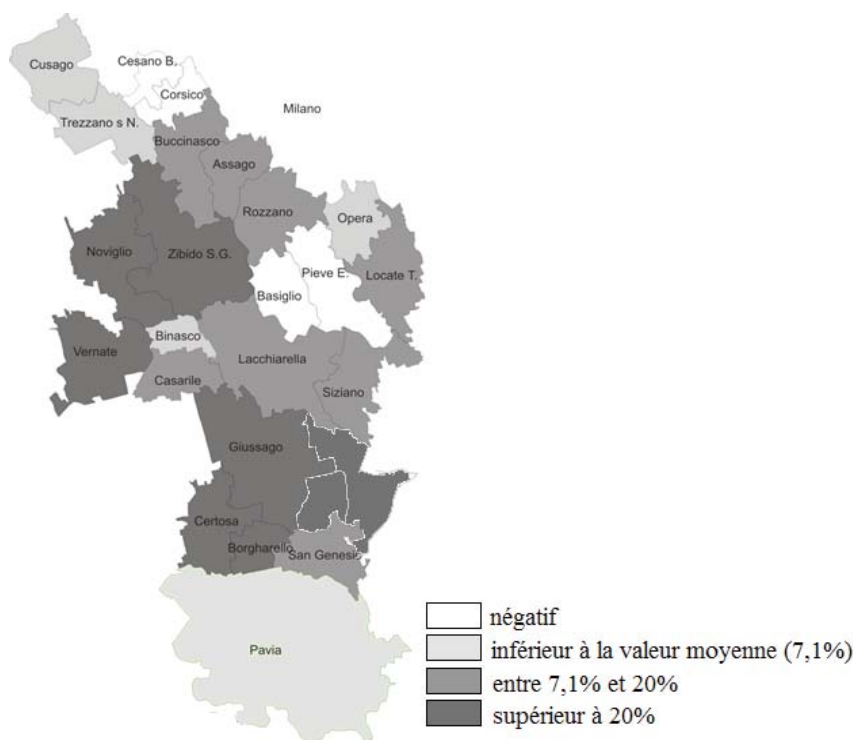 Cusago
Cesano B.
Corsico
Milano
Trezzano s N.
Buccinasco
Assago
Rozzano
Opera
Noviglio
Zibido S.G.
Pieve E.
Locate T.
Basiglio
Binasco
Vernate
Lacchiarella
Casarile
Siziano
Giussago
Certosa
Borgharello
San Genesio
Pavia
négatif
inférieur à la valeur moyenne (7,1%)
entre 7,1% et 20%
supérieur à 20%